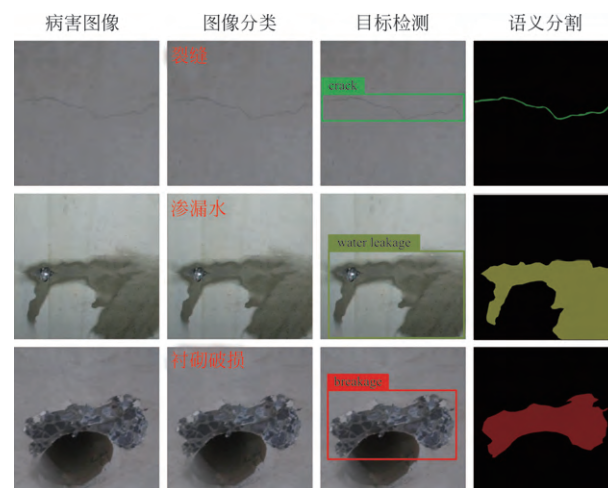 病害图像
图像分类
目标检测
语义分割
裂缝
crack
渗漏水
water leakage
衬砌破损
breakage